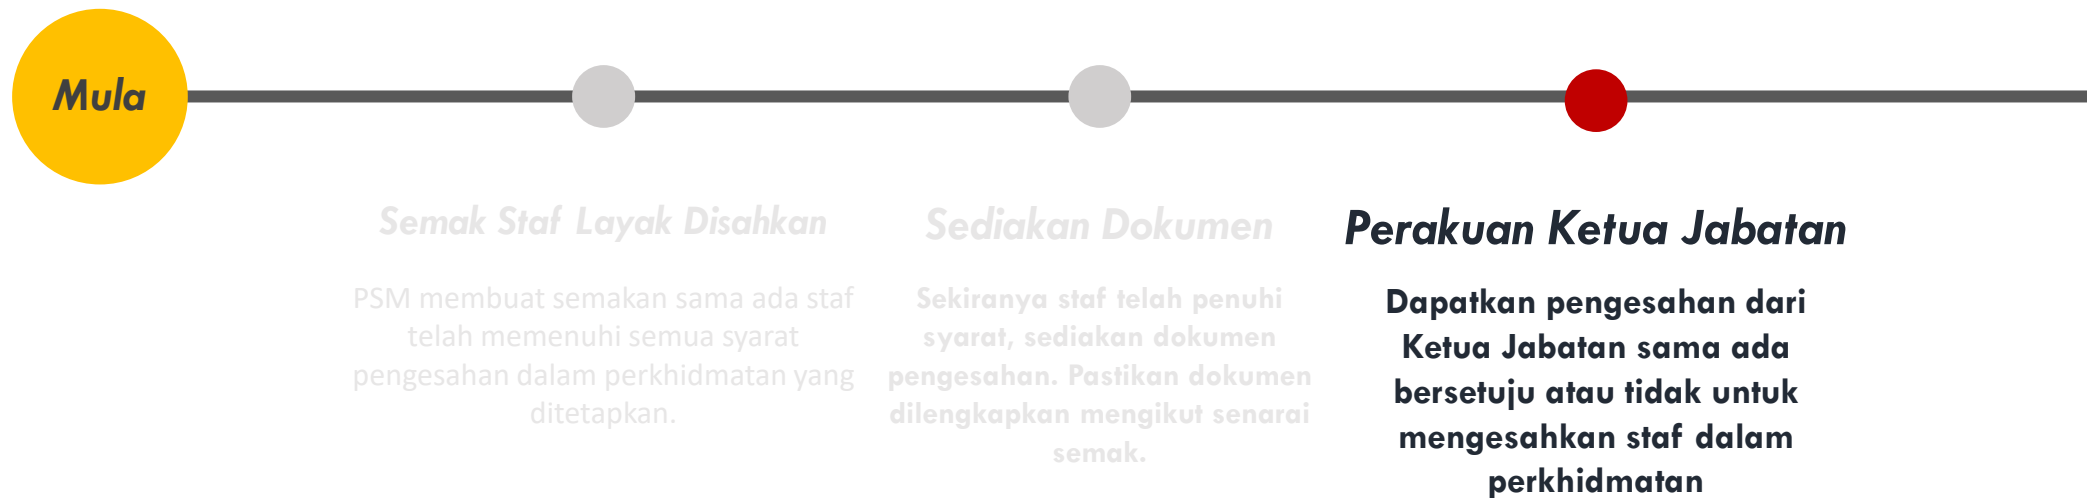 Mula
Semak Staf Layak Disahkan
PSM membuat semakan sama ada staf
telah memenuhi semua syarat
pengesahan dalam perkhidmatan yang
ditetapkan.
Sediakan Dokumen
Sekiranya staf telah penuhi
syarat, sediakan dokumen
pengesahan. Pastikan dokumen
dilengkapkan mengikut senarai
semak.
Perakuan Ketua Jabatan
Dapatkan pengesahan dari
Ketua Jabatan sama ada
bersetuju atau tidak untuk
mengesahkan staf dalam
perkhidmatan